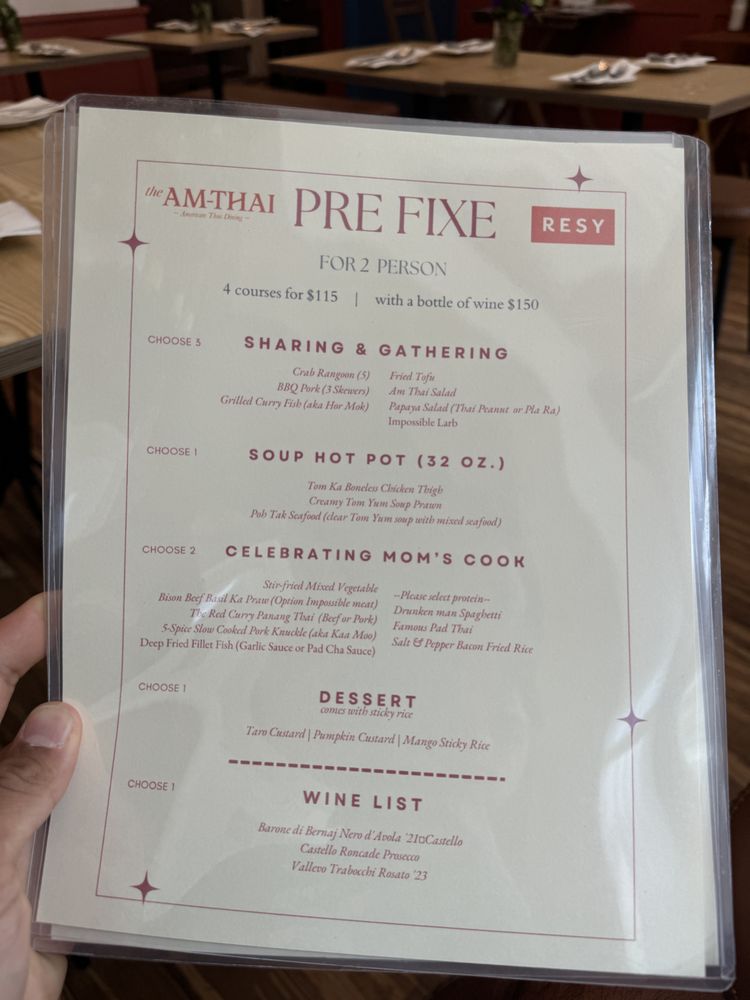 the AM-THAI
~ American Thai Dining ~
PRE FIXE
RESY
FOR 2 PERSON
4 courses for $115 | with a bottle of wine $150
CHOOSE 3
SHARING & GATHERING
Crab Rangoon (5)
BBQ Pork (3 Skewers)
Grilled Curry Fish (aka Hor Mok)
Fried Tofu
Am Thai Salad
Papaya Salad (Thai Peanut or Pla Ra)
Impossible Larb
CHOOSE 1
SOUP HOT POT (32 OZ.)
Tom Ka Boneless Chicken Thigh
Creamy Tom Yum Soup Prawn
Poh Tak Seafood (clear Tom Yum soup with mixed seafood)
CHOOSE 2
CELEBRATING MOM'S COOK
Stir-fried Mixed Vegetable
Bison Beef Basil Ka Praw (Option Impossible meat)
The Red Curry Panang Thai (Beef or Pork)
5-Spice Slow Cooked Pork Knuckle (aka Kaa Moo)
Deep Fried Fillet Fish (Garlic Sauce or Pad Cha Sauce)
--Please select protein--
Drunken man Spaghetti
Famous Pad Thai
Salt & Pepper Bacon Fried Rice
CHOOSE 1
DESSERT
comes with sticky rice
Taro Custard | Pumpkin Custard | Mango Sticky Rice
CHOOSE 1
WINE LIST
Barone di Bernaj Nero d'Avola '21▯Castello
Castello Roncade Prosecco
Vallevo Trabocchi Rosato '23